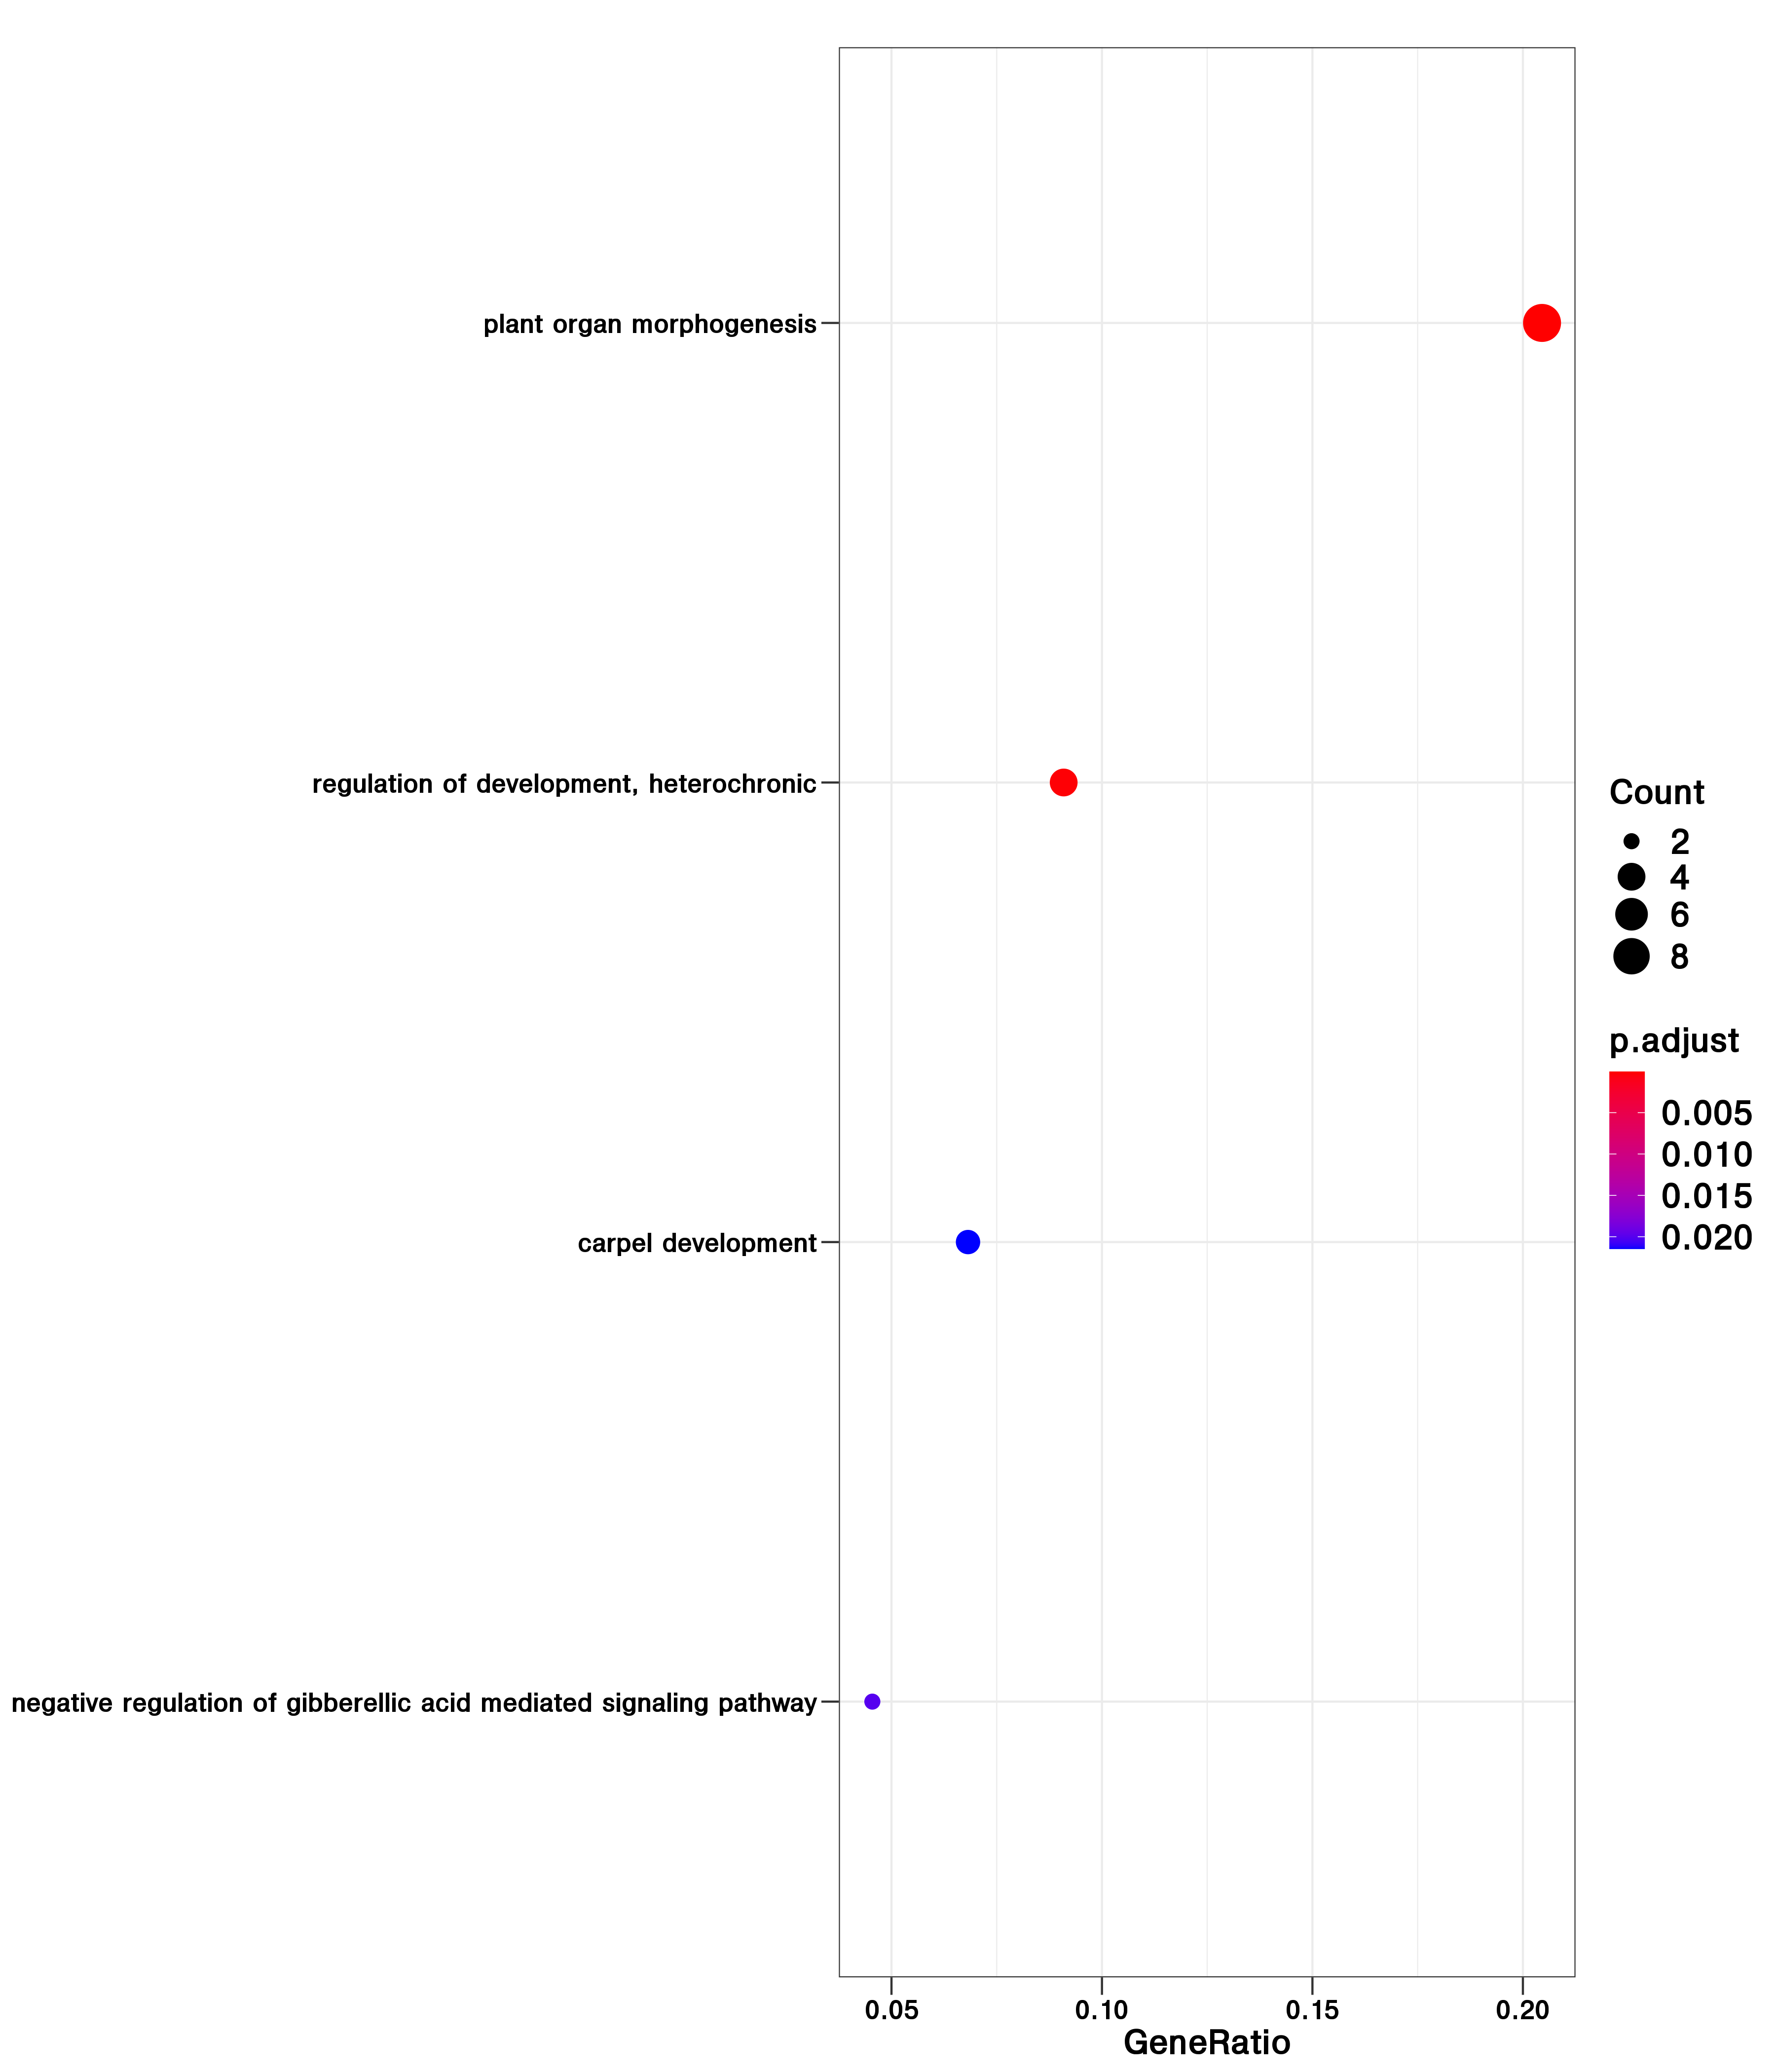 plant organ morphogenesis
regulation of development, heterochronic
carpel development
negative regulation of gibberellic acid mediated signaling pathway
0.05 0.10 0.15 0.20
GeneRatio
Count
2
4
6
8
p.adjust
0.005
0.010
0.015
0.020